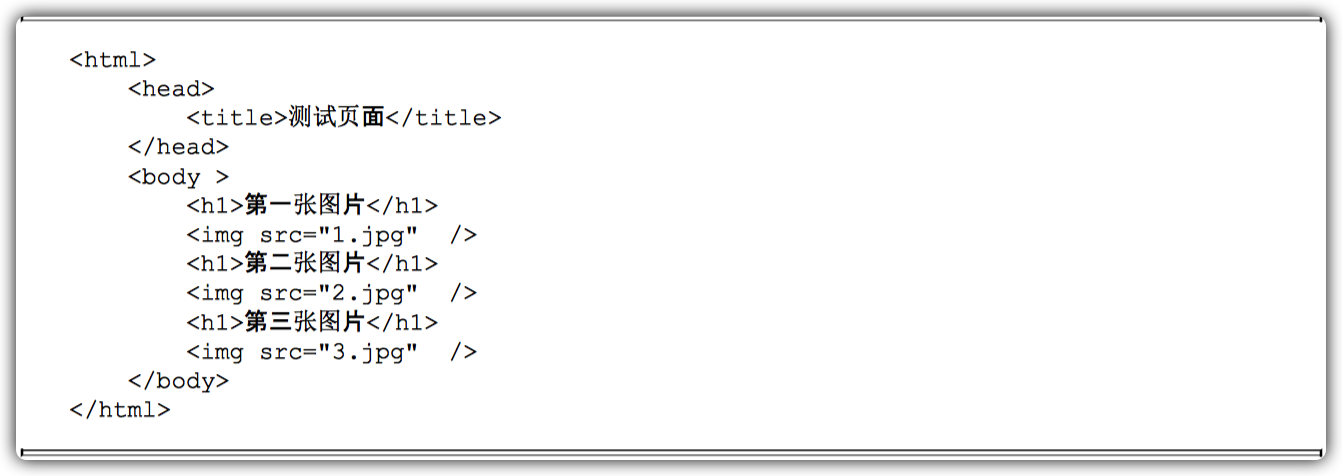 <html>
<head>
<title>测试页面</title>
</head>
<body >
<h1>第一张图片</h1>
<img src="1.jpg"  />
<h1>第二张图片</h1>
<img src="2.jpg"  />
<h1>第三张图片</h1>
<img src="3.jpg"  />
</body>
</html>